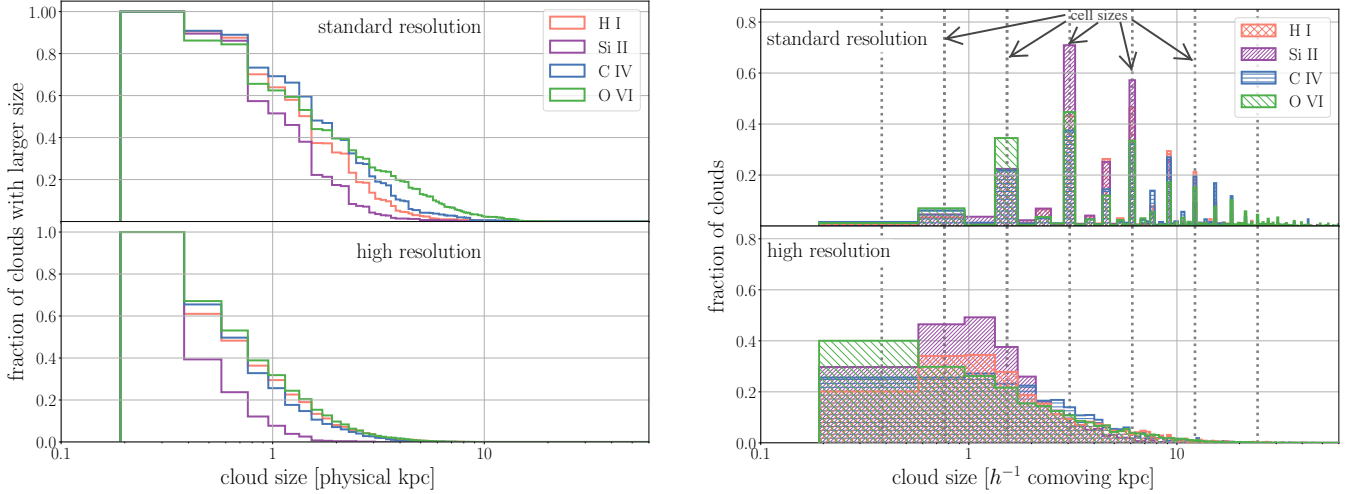 standard resolution
H I
Si II
C IV
O VI
1.0
0.8
0.6
0.4
0.2
high resolution
1.0
0.8
0.6
0.4
0.2
0.0
0.1
1
10
fraction of clouds with larger size
cloud size [physical kpc]
cell sizes
standard resolution
H I
Si II
C IV
O VI
0.8
0.6
0.4
0.2
high resolution
0.8
0.6
0.4
0.2
0.0
0.1
1
10
fraction of clouds
cloud size [h⁻¹ comoving kpc]